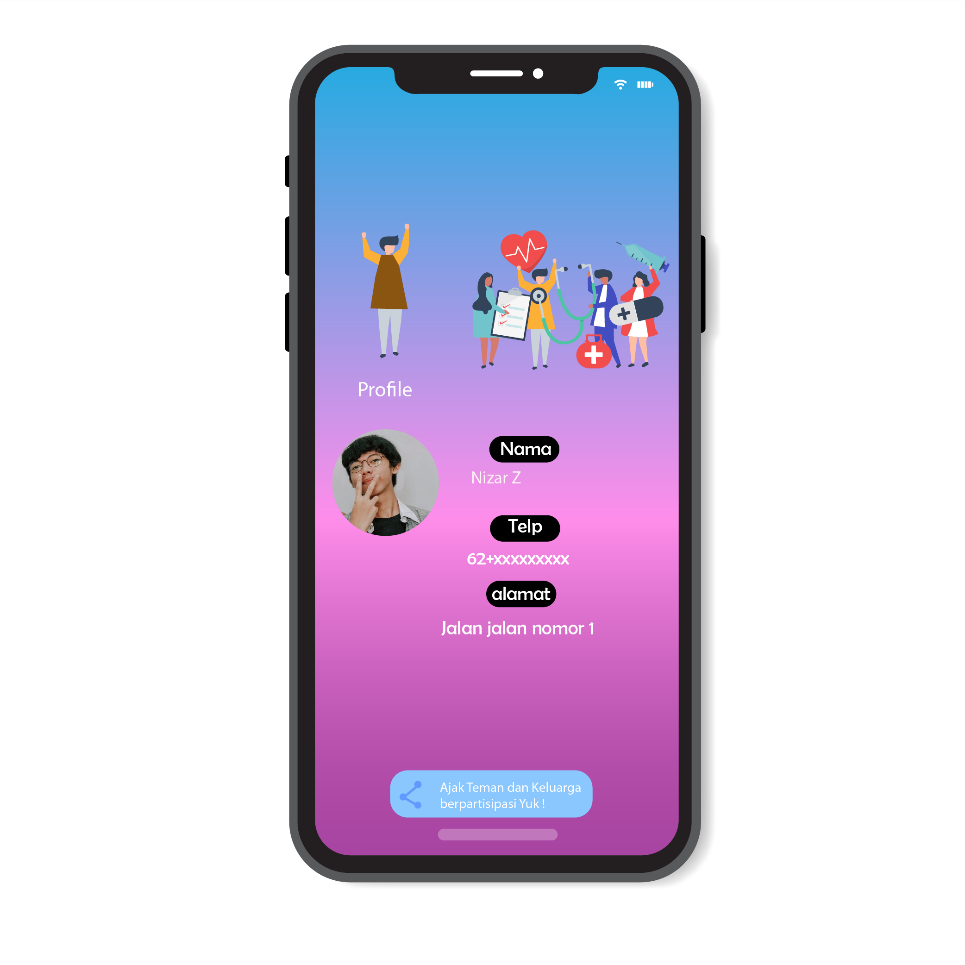 Profile
Nama
Nizar Z
Telp
62+xxxxxxxxx
alamat
Jalan jalan nomor 1
Ajak Teman dan Keluarga
berpartisipasi Yuk !